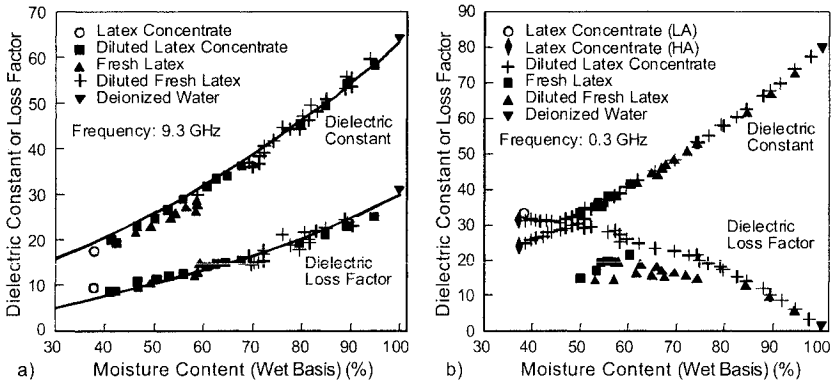 Dielectric Constant or Loss Factor
70
60
50
40
30
20
10
0
Latex Concentrate
Diluted Latex Concentrate
Fresh Latex
Diluted Fresh Latex
Deionized Water
Frequency: 9.3 GHz
Dielectric
Constant
Dielectric
Loss Factor
30 40 50 60 70 80 90 100
a) Moisture Content (Wet Basis) (%)
Dielectric Constant or Loss Factor
90
80
70
60
50
40
30
20
10
0
Latex Concentrate (LA)
Latex Concentrate (HA)
Diluted Latex Concentrate
Fresh Latex
Diluted Fresh Latex
Deionized Water
Frequency: 0.3 GHz
Dielectric
Constant
Dielectric
Loss Factor
30 40 50 60 70 80 90 100
b) Moisture Content (Wet Basis) (%)